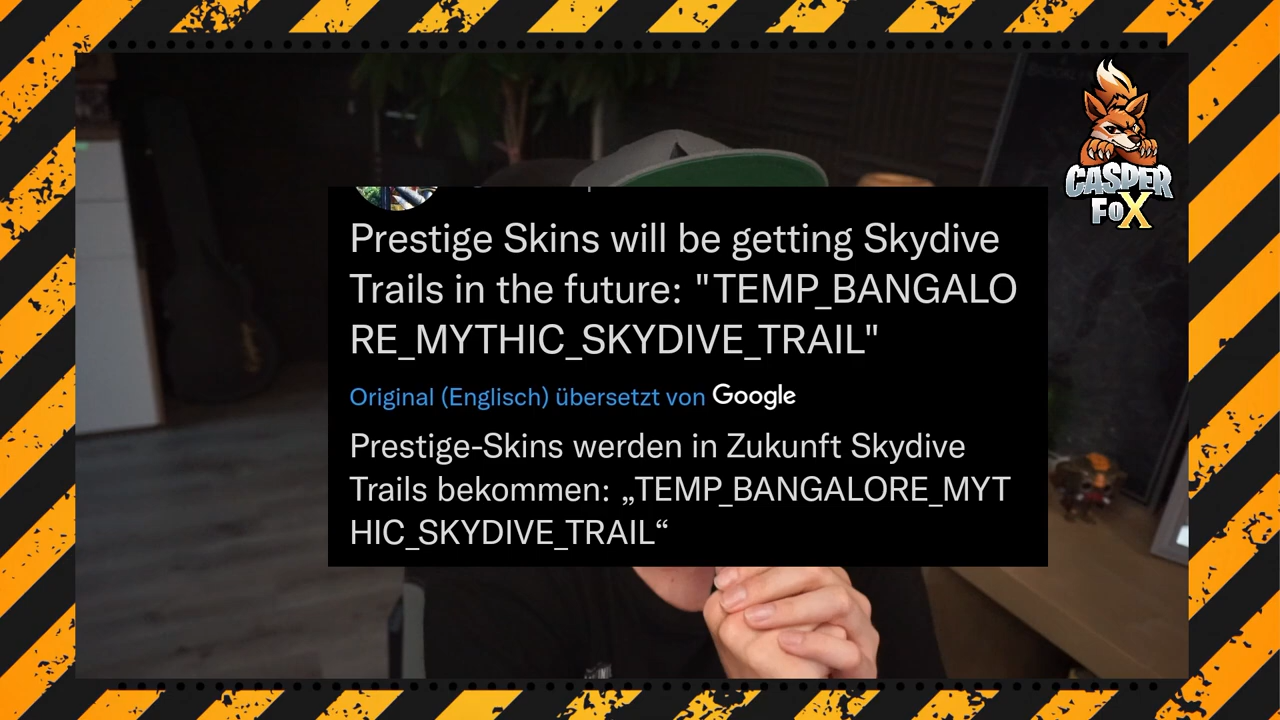 CASPER
FoX
Prestige Skins will be getting Skydive
Trails in the future: "TEMP_BANGALO
RE_MYTHIC_SKYDIVE_TRAIL"
Original (Englisch) übersetzt von Google
Prestige-Skins werden in Zukunft Skydive
Trails bekommen: „TEMP_BANGALORE_MYT
HIC_SKYDIVE_TRAIL“